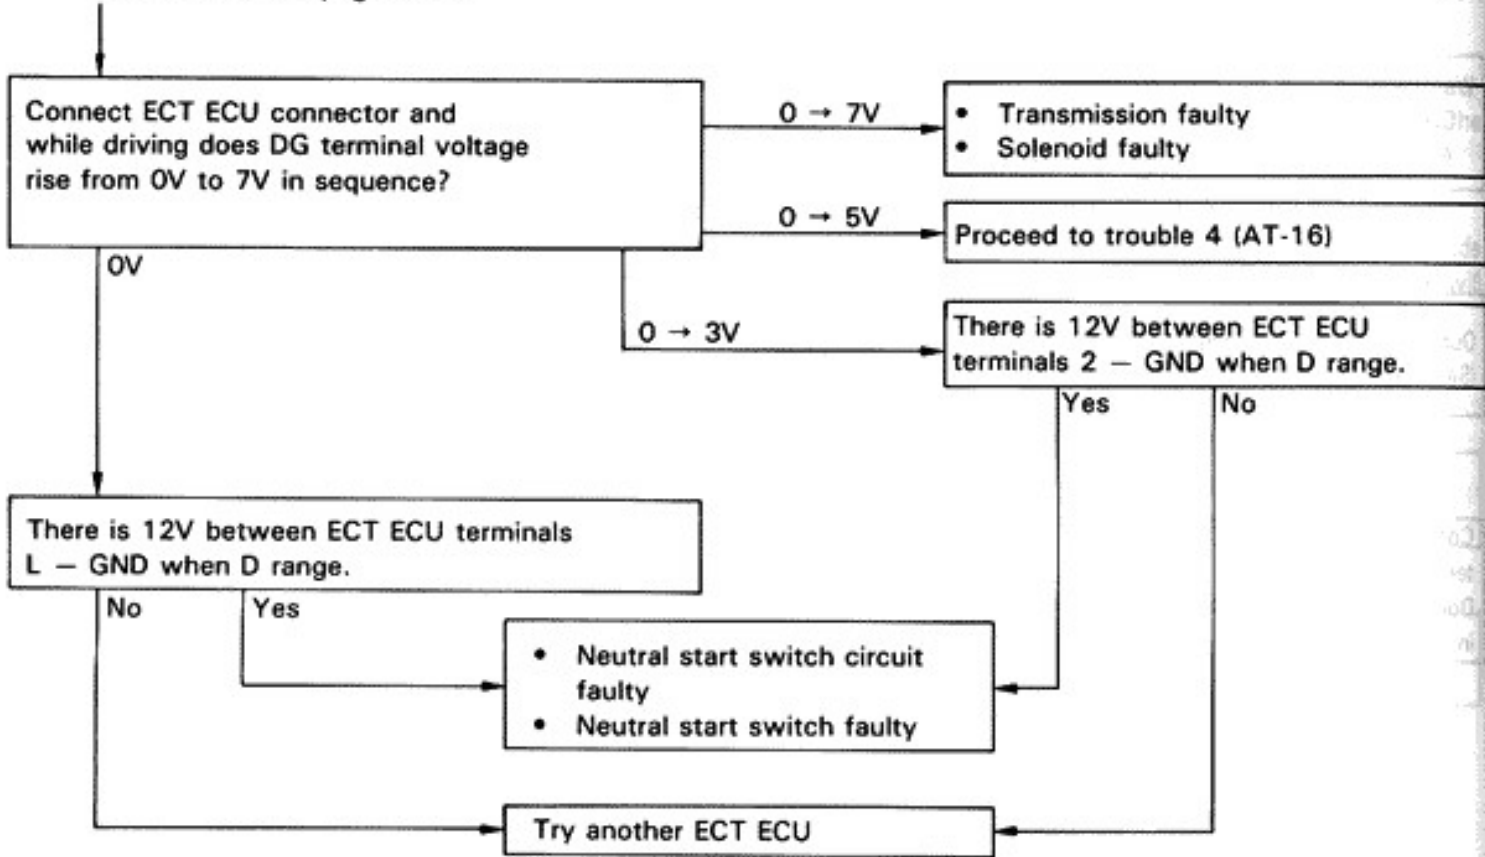 Connect ECT ECU connector and
while driving does DG terminal voltage
rise from 0V to 7V in sequence?
0 → 7V
• Transmission faulty
• Solenoid faulty
0 → 5V
Proceed to trouble 4 (AT-16)
0V
0 → 3V
There is 12V between ECT ECU
terminals 2 — GND when D range.
Yes
No
There is 12V between ECT ECU terminals
L — GND when D range.
No
Yes
• Neutral start switch circuit
faulty
• Neutral start switch faulty
Try another ECT ECU